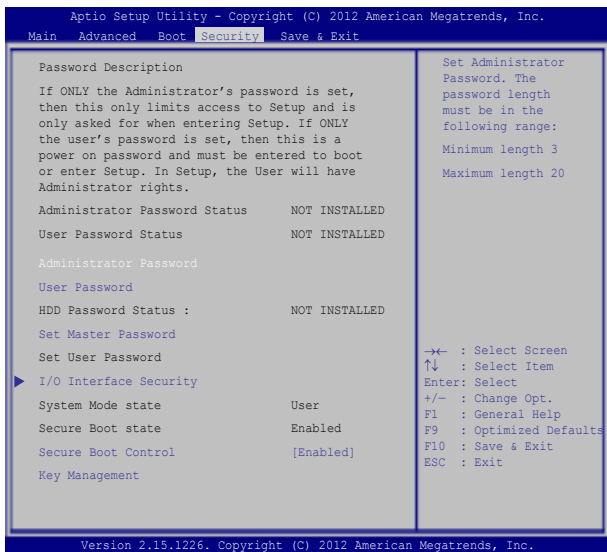 Aptio Setup Utility - Copyright (C) 2012 American Megatrends, Inc.
Main Advanced Boot Security Save & Exit
Password Description
If ONLY the Administrator's password is set,
then this only limits access to Setup and is
only asked for when entering Setup. If ONLY
the user's password is set, then this is a
power on password and must be entered to boot
or enter Setup. In Setup, the User will have
Administrator rights.
Administrator Password Status NOT INSTALLED
User Password Status NOT INSTALLED
Administrator Password
User Password
HDD Password Status : NOT INSTALLED
Set Master Password
Set User Password
I/O Interface Security
System Mode state User
Secure Boot state Enabled
Secure Boot Control [Enabled]
Key Management
Set Administrator
Password. The
password length
must be in the
following range:
Minimum length 3
Maximum length 20
→← : Select Screen
↑↓ : Select Item
Enter: Select
+/— : Change Opt.
F1 : General Help
F9 : Optimized Defaults
F10 : Save & Exit
ESC : Exit
Version 2.15.1226. Copyright (C) 2012 American Megatrends, Inc.